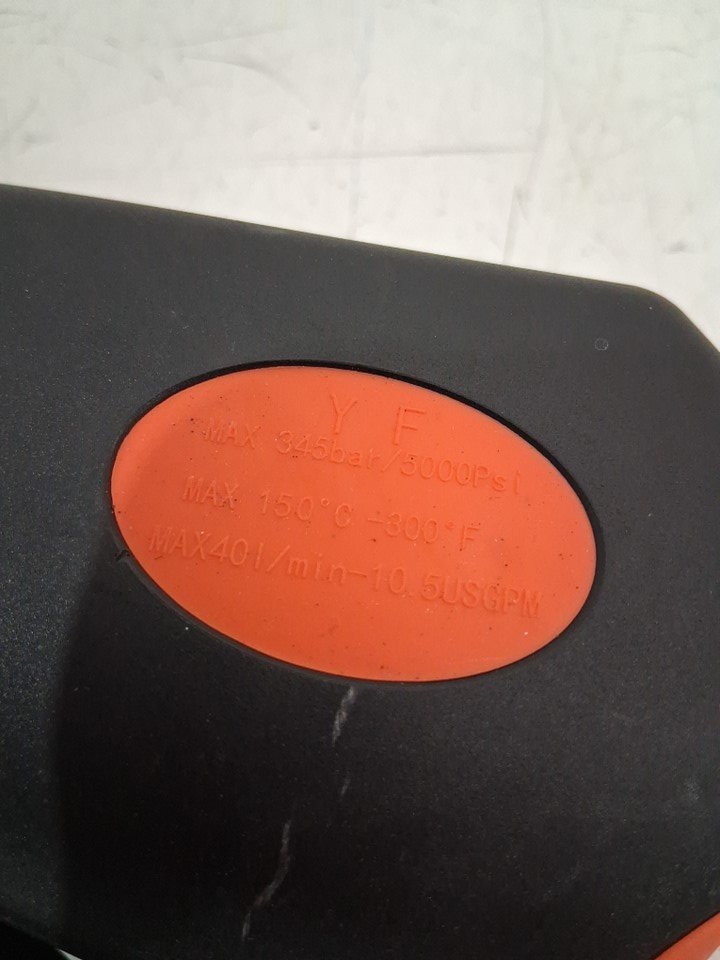 Y F
MAX 345bar/5000Psi
MAX 150°C -300°F
MAX40l/min-10.5USGPM